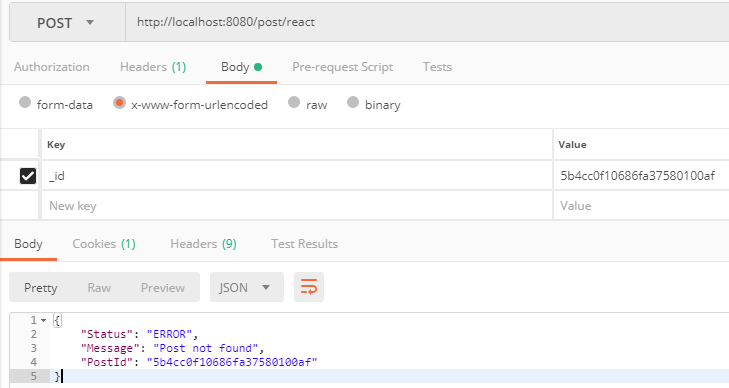 POST http://localhost:8080/post/react
Authorization Headers (1) Body Pre-request Script Tests
form-data x-www-form-urlencoded raw binary
Key Value
_id 5b4cc0f10686fa37580100af
New key Value
Body Cookies (1) Headers (9) Test Results
Pretty Raw Preview JSON
1 {
2 "Status": "ERROR",
3 "Message": "Post not found",
4 "PostId": "5b4cc0f10686fa37580100af"
5 }